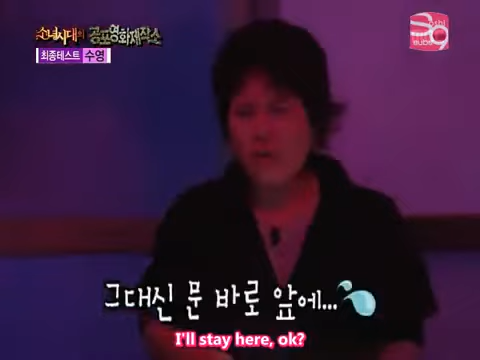 소녀시대의 공포영화제작소
최종테스트 수영
그대신 문 바로 앞에...
I'll stay here, ok?